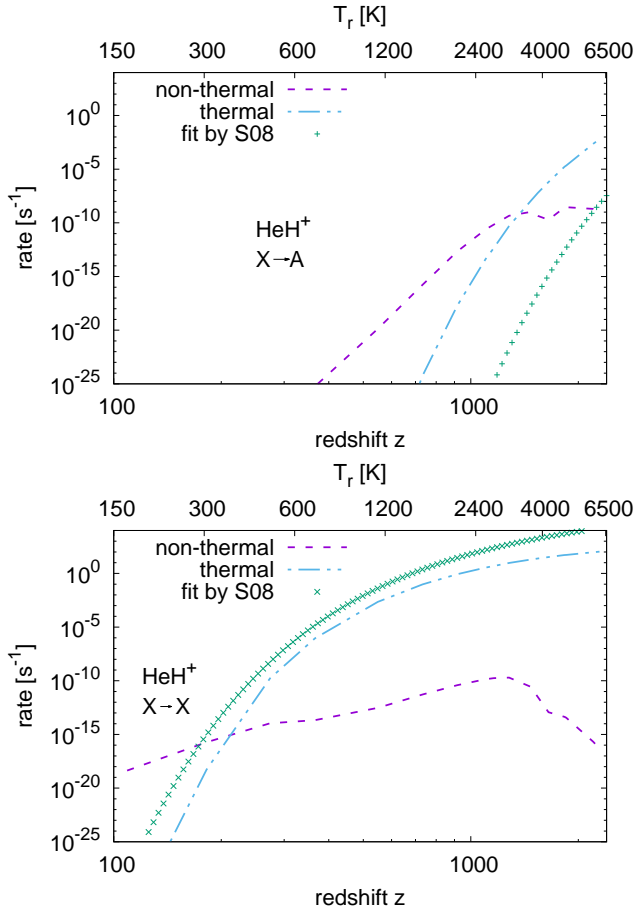 T_r [K]
150 300 600 1200 2400 4000 6500
non-thermal
thermal
fit by S08
10^0
10^-5
10^-10
10^-15
10^-20
10^-25
rate [s^-1]
HeH^+
X→A
100 1000
redshift z
T_r [K]
150 300 600 1200 2400 4000 6500
non-thermal
thermal
fit by S08
10^0
10^-5
10^-10
10^-15
10^-20
10^-25
rate [s^-1]
HeH^+
X→X
100 1000
redshift z